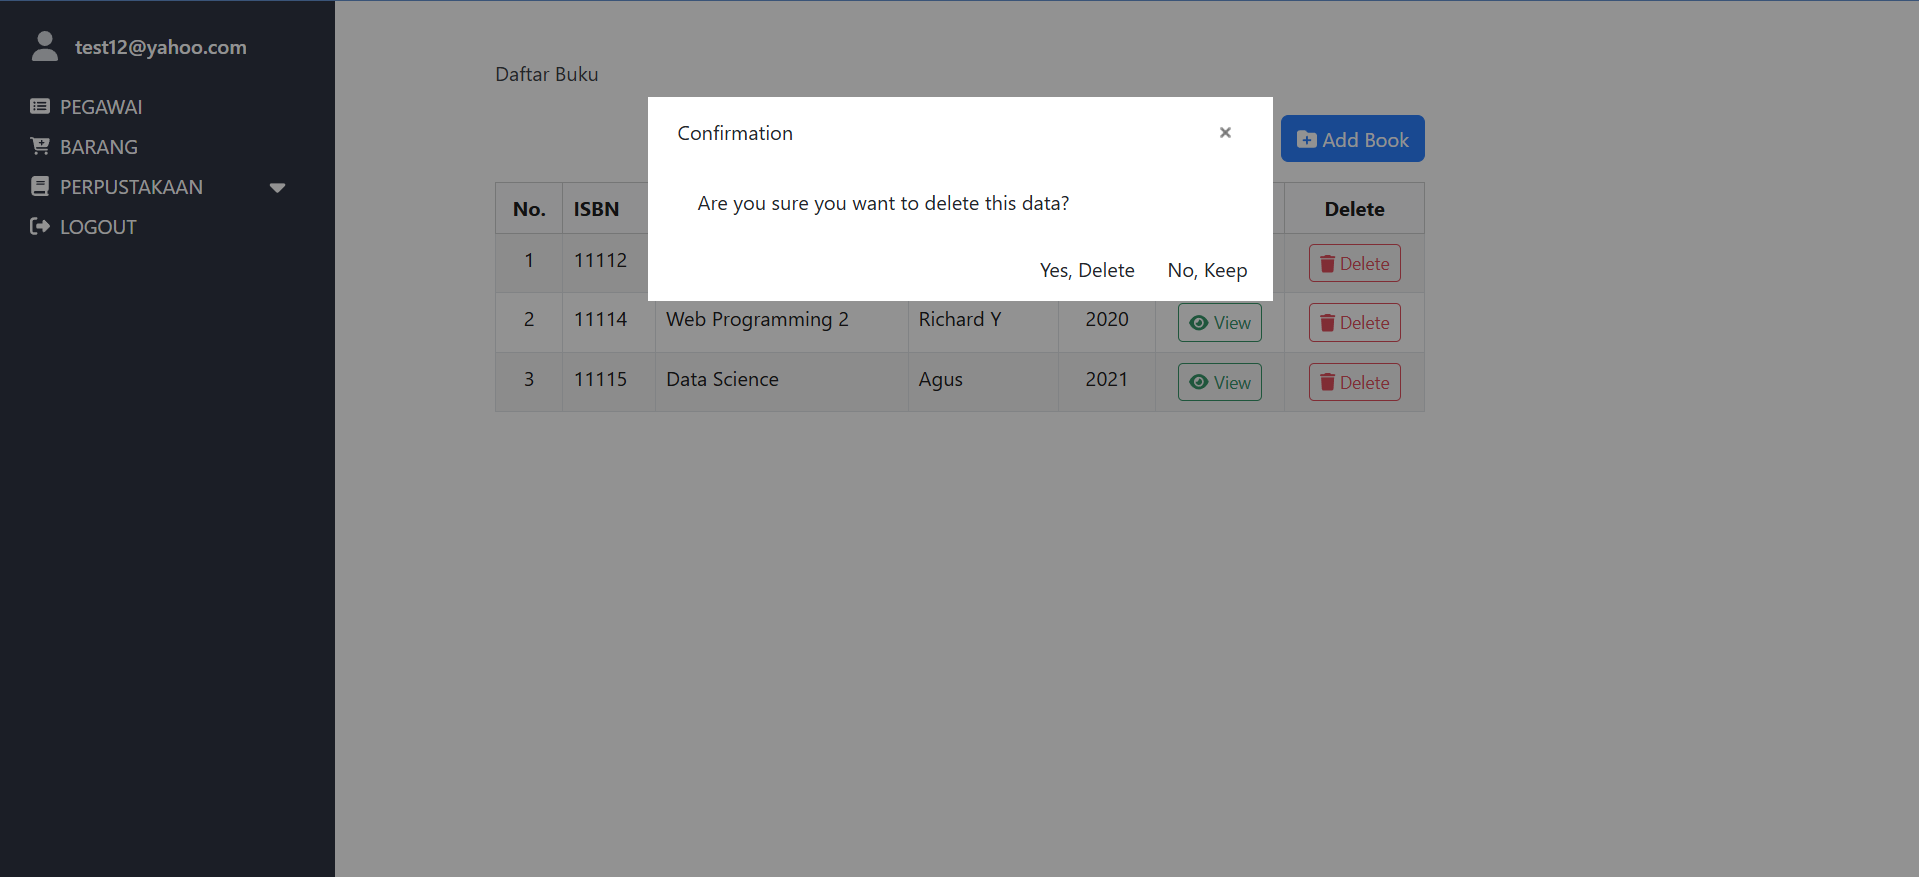 test12@yahoo.com
PEGAWAI
BARANG
PERPUSTAKAAN
LOGOUT
Daftar Buku
Confirmation ×
Are you sure you want to delete this data?
Yes, Delete No, Keep
Add Book
No. ISBN Delete
1 11112 Delete
2 11114 Web Programming 2 Richard Y 2020 View Delete
3 11115 Data Science Agus 2021 View Delete